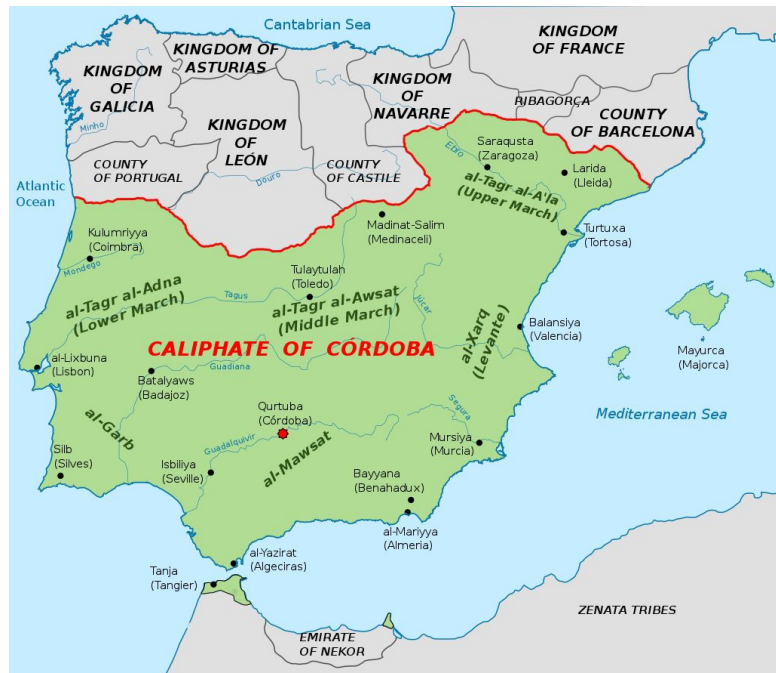 Cantabrian Sea
KINGDOM
OF FRANCE
KINGDOM OF
ASTURIAS
KINGDOM
OF
GALICIA
KINGDOM
OF
NAVARRE
RIBAGORÇA
COUNTY
OF BARCELONA
Minho
KINGDOM
OF
LEÓN
COUNTY
OF PORTUGAL
COUNTY
OF CASTILE
Douro
Ebro
Saraqusta
(Zaragoza)
Larida
(Lleida)
al-Tagr al-A'la
(Upper March)
Atlantic
Ocean
Madinat-Salim
(Medinaceli)
Turtuxa
(Tortosa)
Kulumriyya
(Coimbra)
Mondego
al-Tagr al-Adna
(Lower March)
Tagus
Tulaytulah
(Toledo)
al-Tagr al-Awsat
(Middle March)
Júcar
al-Xarq
(Levante)
Balansiya
(Valencia)
Mayurca
(Majorca)
CALIPHATE OF CÓRDOBA
al-Lixbuna
(Lisbon)
Batalyaws
(Badajoz)
Guadiana
al-Garb
Qurtuba
(Córdoba)
Segura
Mediterranean Sea
Silb
(Silves)
Isbiliya
(Seville)
Guadalquivir
al-Mawsat
Mursiya
(Murcia)
Bayyana
(Benahadux)
al-Mariyya
(Almeria)
al-Yazirat
(Algeciras)
Tanja
(Tangier)
ZENATA TRIBES
EMIRATE
OF NEKOR